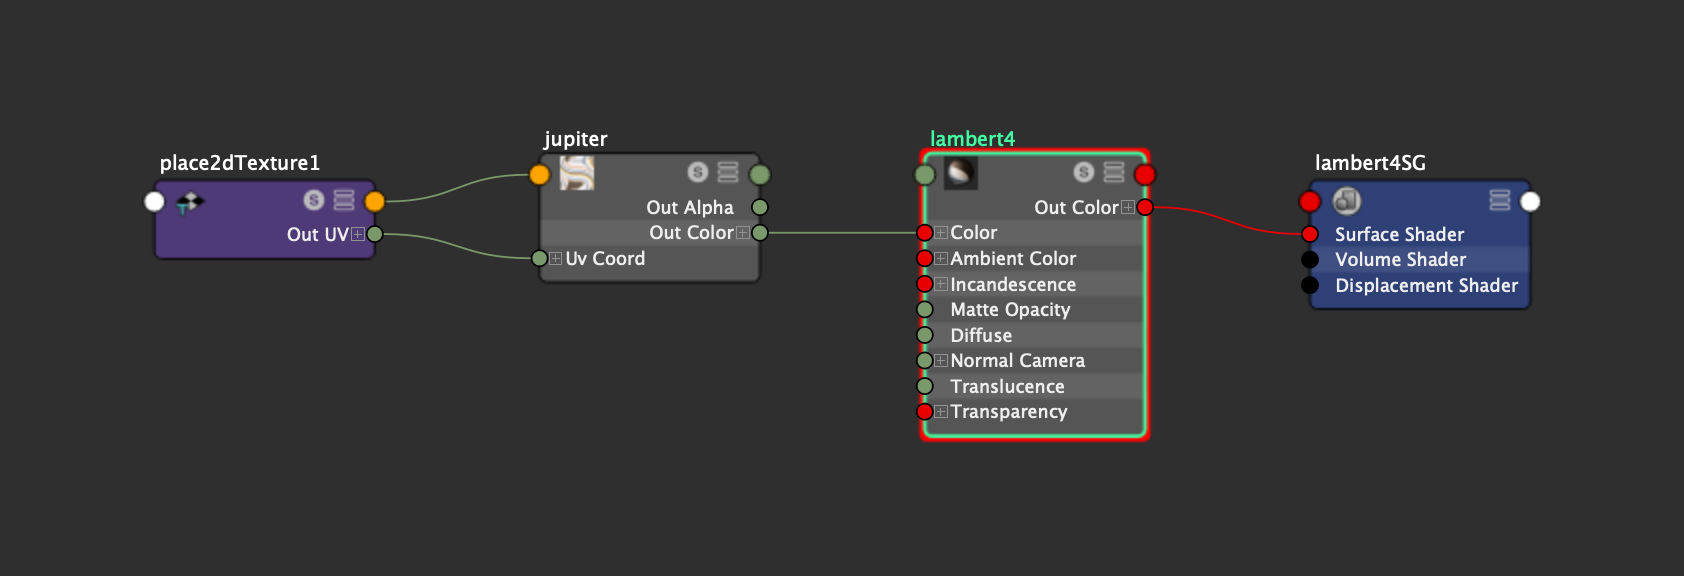 place2dTexture1
S
Out UV
jupiter
S
Out Alpha
Out Color
Uv Coord
lambert4
S
Out Color
Color
Ambient Color
Incandescence
Matte Opacity
Diffuse
Normal Camera
Translucence
Transparency
lambert4SG
Surface Shader
Volume Shader
Displacement Shader